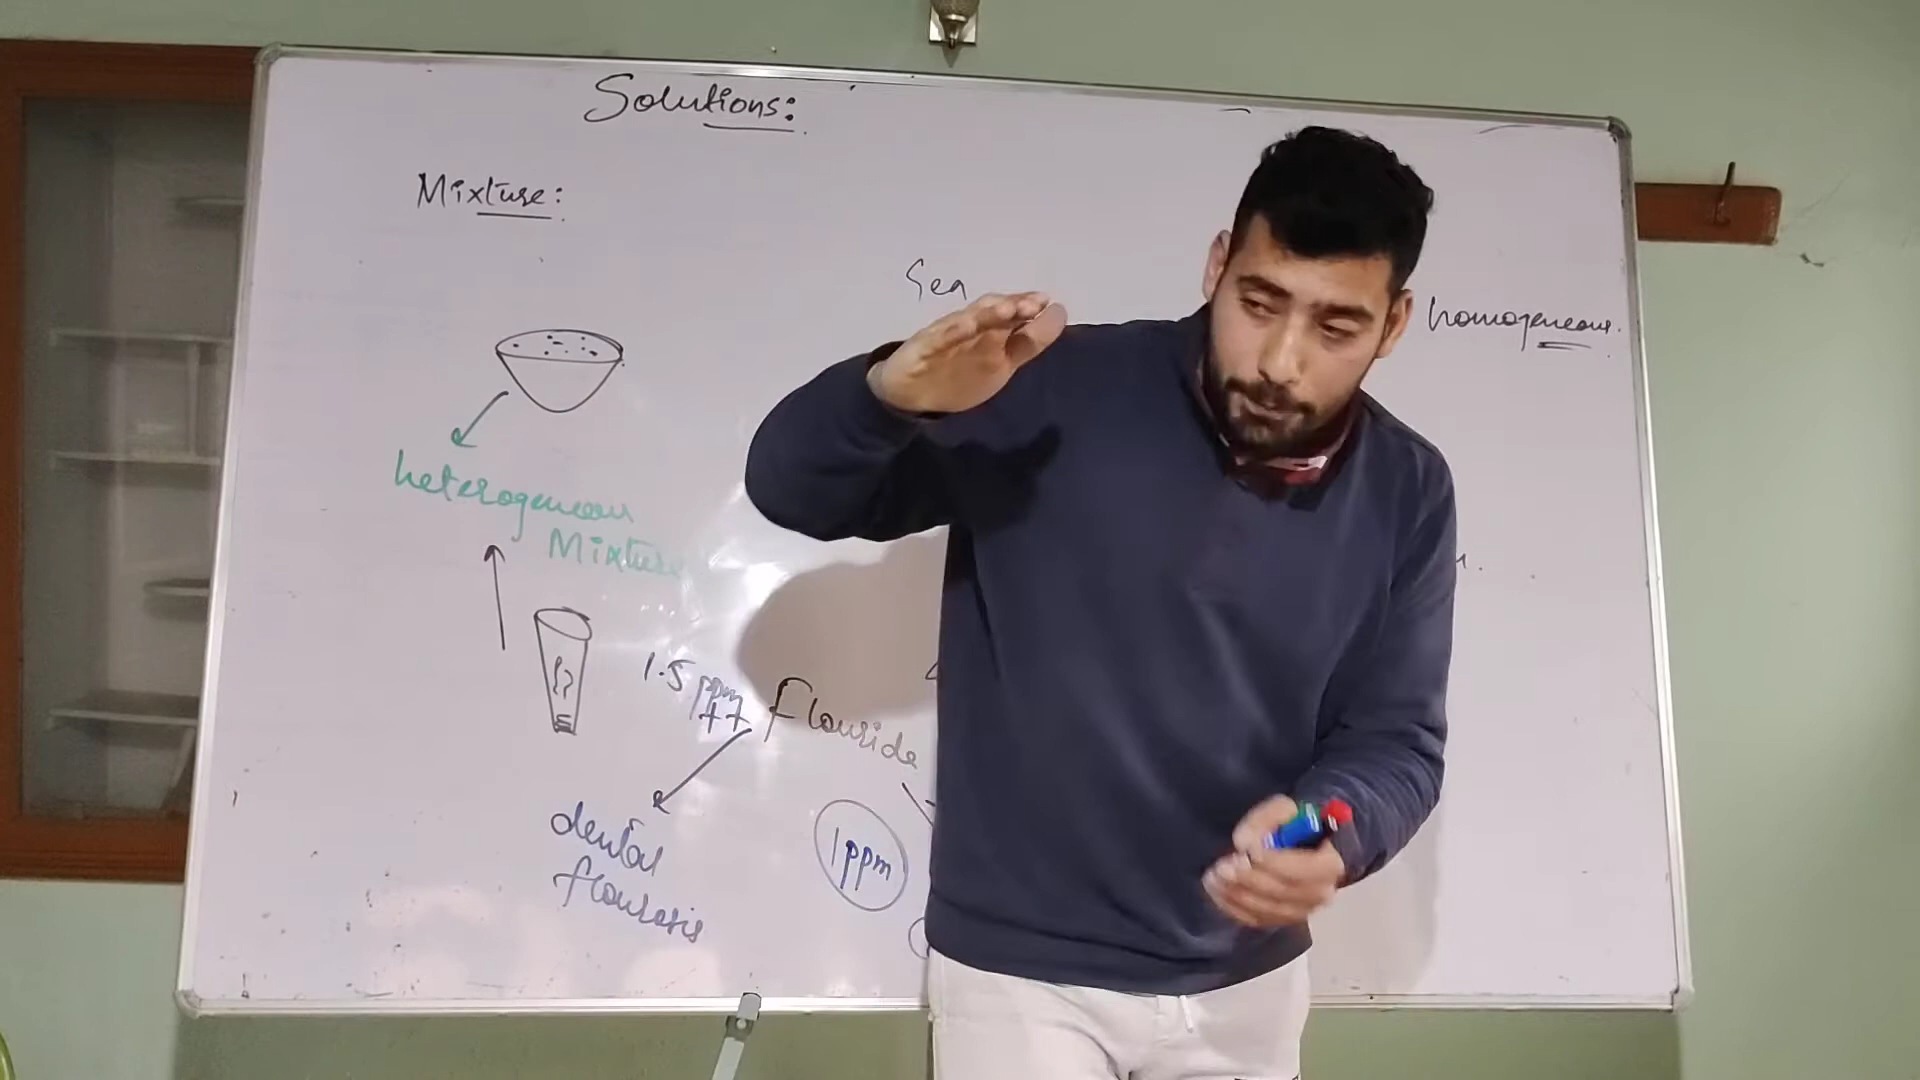 Solutions:
Mixture:
Sea
homogeneous.
heterogeneous
Mixture
1.5 ppm
flouride
dental
flourosis
1ppm